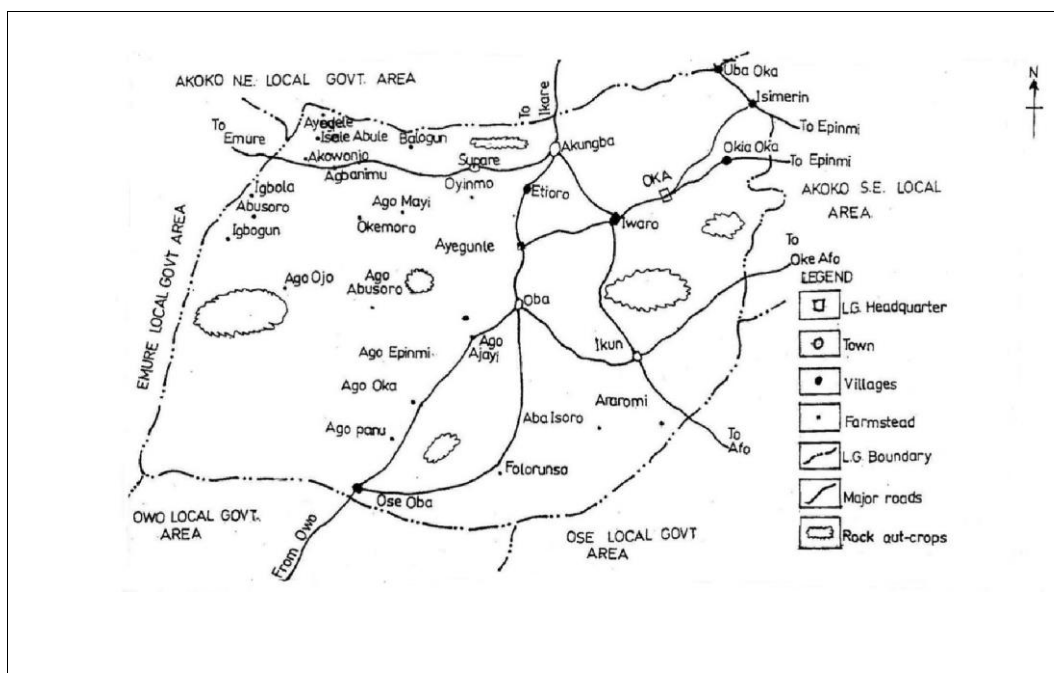 AKOKO N.E. LOCAL GOVT. AREA
To
Emure
To
Ikare
Uba Oka
Isimerin
To Epinmi
N
Ayegele
Isale Abule
Akowonjo
Balogun
Agbanimu
Supare
Oyinmo
Akungba
Okia Oka
To Epinmi
OKA
AKOKO S.E. LOCAL
AREA
Igbola
Abusoro
Igbogun
Ago Mayi
Okemoro
Etioro
Iwaro
Ayegunle
To
Oke Afo
EMURE LOCAL GOVT AREA
Ago Ojo
Ago
Abusoro
Oba
Ago
Ajayi
Ago Epinmi
Ikun
Ago Oka
Ago panu
Aba Isoro
Araromi
To
Afo
Folorunso
Ose Oba
OWO LOCAL GOVT.
AREA
From Owo
OSE LOCAL GOVT
AREA
LEGEND
L.G. Headquarter
Town
Villages
Farmstead
L.G. Boundary
Major roads
Rock out-crops